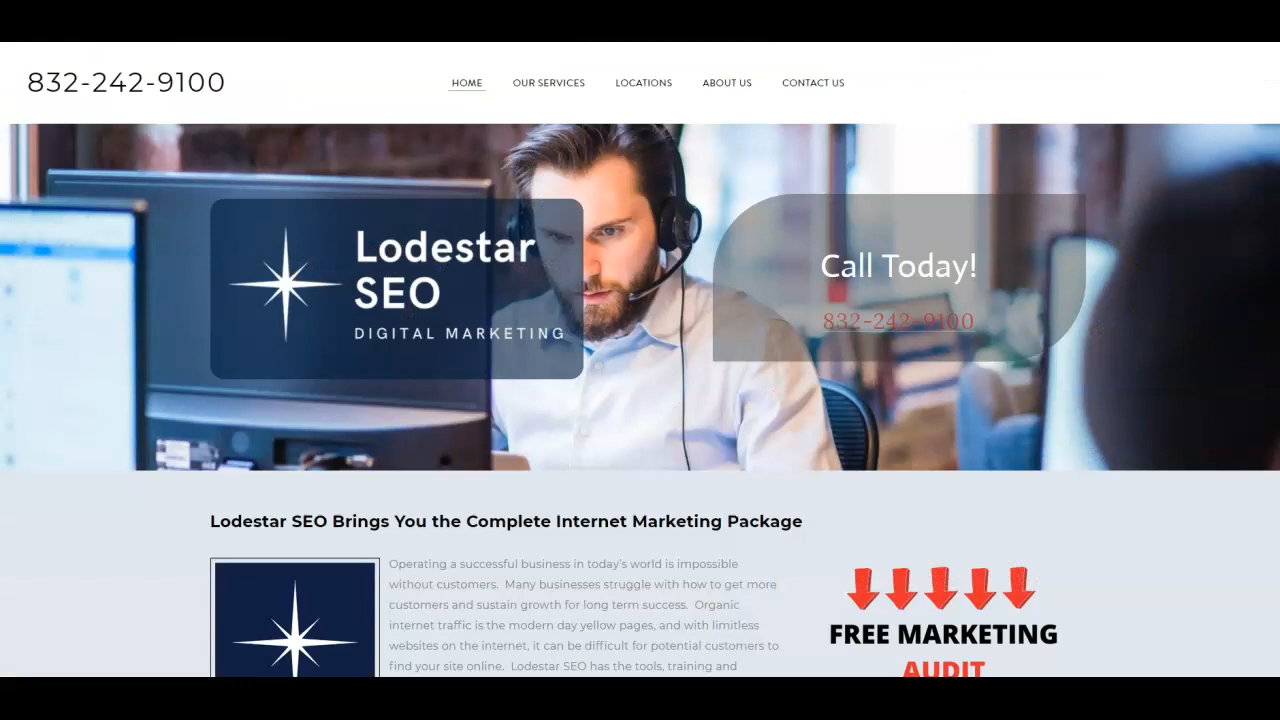 832-242-9100
HOME OUR SERVICES LOCATIONS ABOUT US CONTACT US
Lodestar
SEO
DIGITAL MARKETING
Call Today!
832-242-9100
Lodestar SEO Brings You the Complete Internet Marketing Package
Operating a successful business in today's world is impossible
without customers.  Many businesses struggle with how to get more
customers and sustain growth for long term success.  Organic
internet traffic is the modern day yellow pages, and with limitless
websites on the internet, it can be difficult for potential customers to
find your site online.  Lodestar SEO has the tools, training and
FREE MARKETING
AUDIT